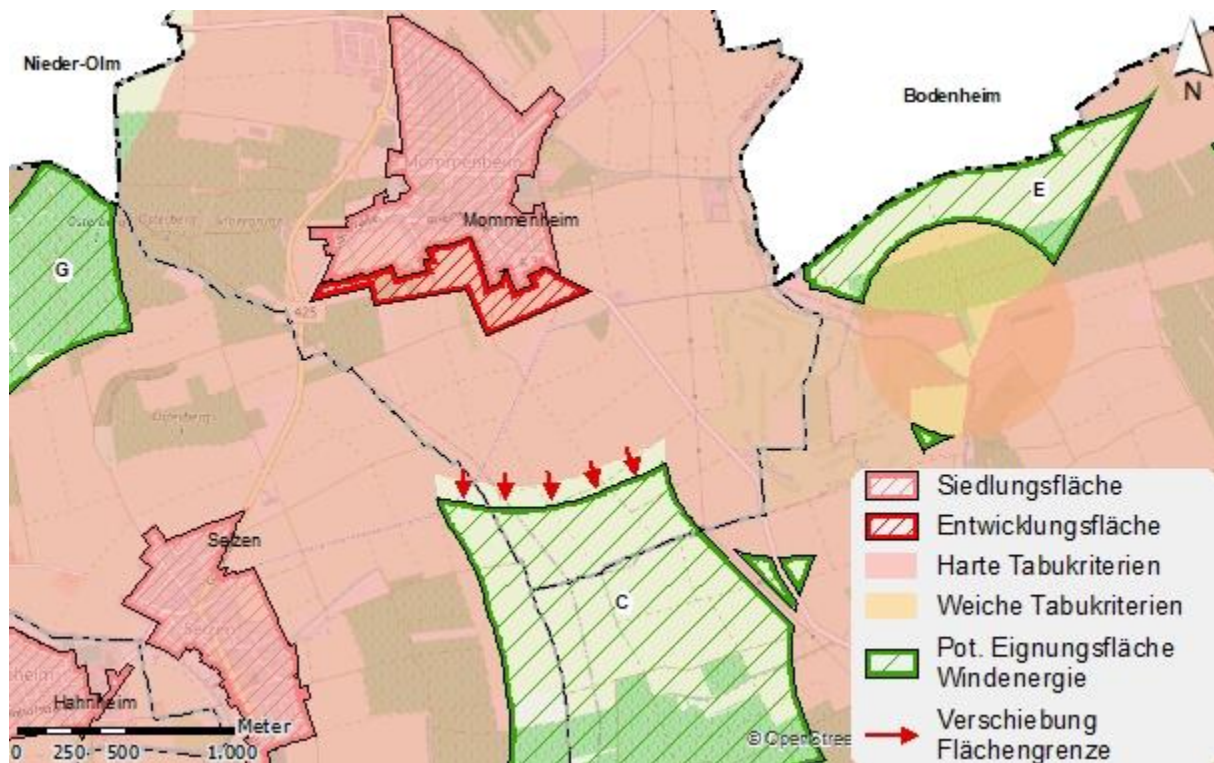 Nieder-Olm
Bodenheim
N
Mommenheim
Mommenheim
E
G
425
Selzen
C
Hahnheim
Meter
0 250 500 1.000
© OpenStree
Siedlungsfläche
Entwicklungsfläche
Harte Tabukriterien
Weiche Tabukriterien
Pot. Eignungsfläche
Windenergie
Verschiebung
Flächengrenze